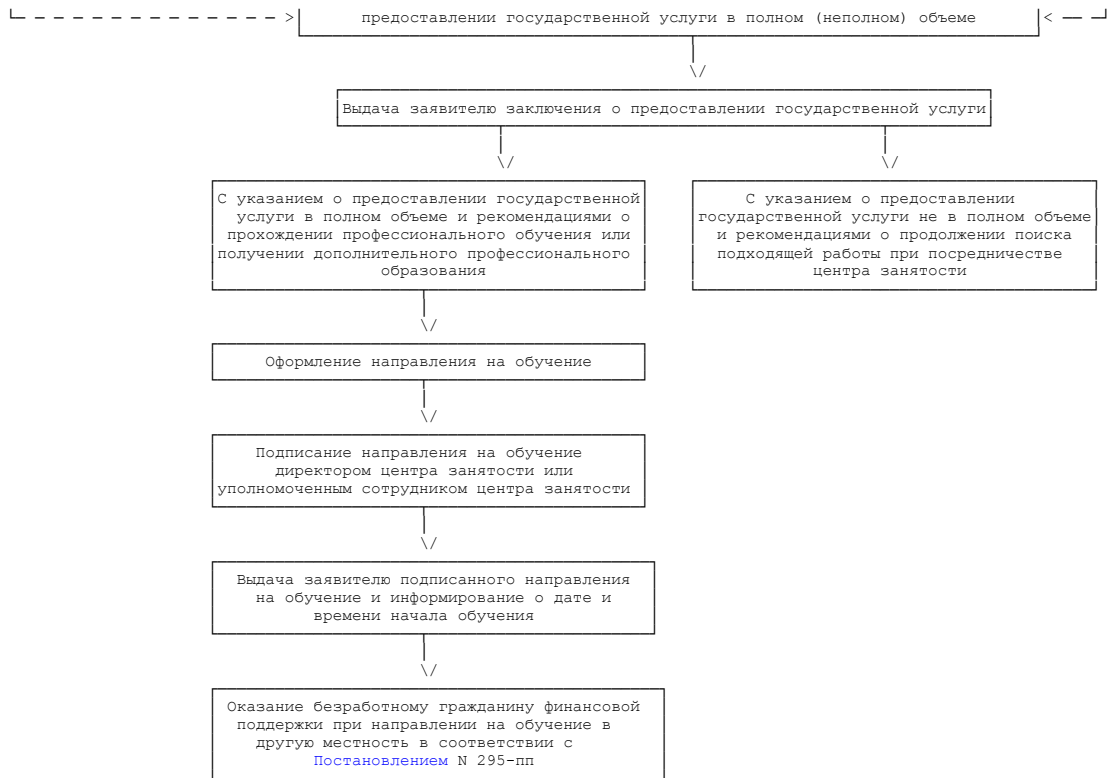 предоставлении государственной услуги в полном (неполном) объеме
Выдача заявителю заключения о предоставлении государственной услуги
С указанием о предоставлении государственной
услуги в полном объеме и рекомендациями о
прохождении профессионального обучения или
получении дополнительного профессионального
образования
С указанием о предоставлении
государственной услуги не в полном объеме
и рекомендациями о продолжении поиска
подходящей работы при посредничестве
центра занятости
Оформление направления на обучение
Подписание направления на обучение
директором центра занятости или
уполномоченным сотрудником центра занятости
Выдача заявителю подписанного направления
на обучение и информирование о дате и
времени начала обучения
Оказание безработному гражданину финансовой
поддержки при направлении на обучение в
другую местность в соответствии с
Постановлением N 295-пп